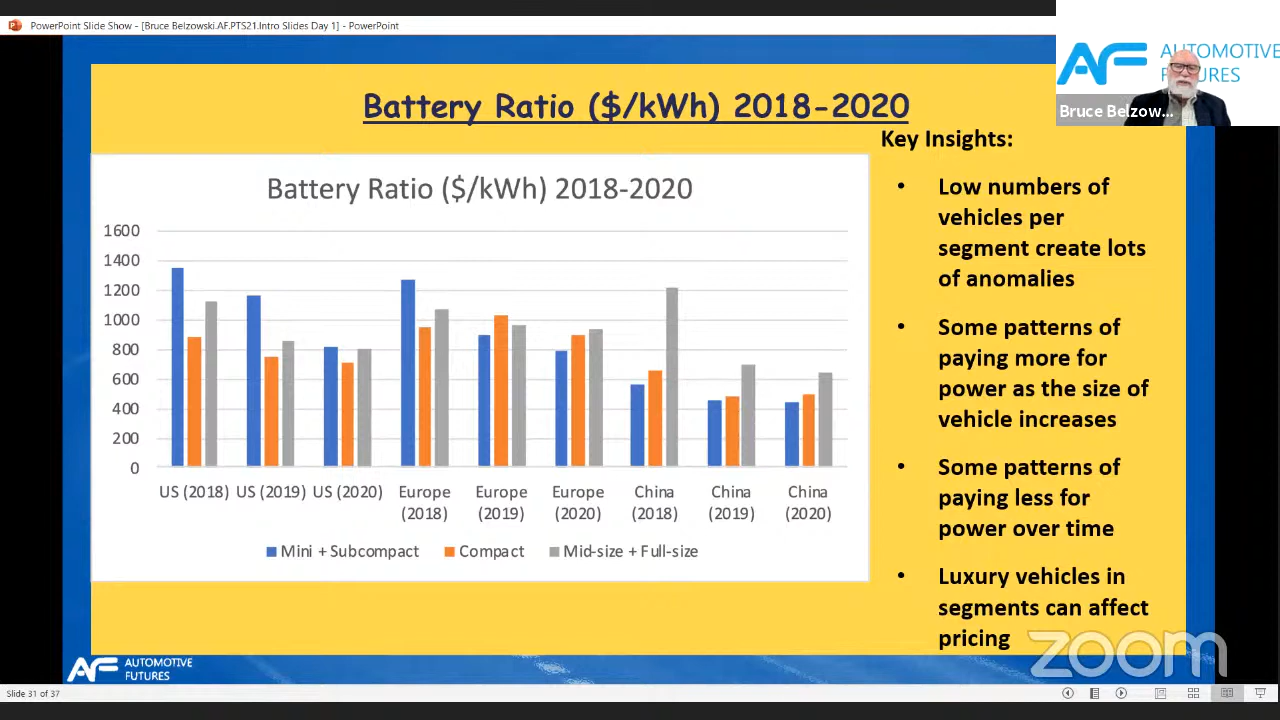 PowerPoint Slide Show - [Bruce Belzowski.AF.PTS21.Intro Slides Day 1] - PowerPoint
AF AUTOMOTIVE
FUTURES
Bruce Belzow...
Battery Ratio ($/kWh) 2018-2020
Battery Ratio ($/kWh) 2018-2020
1600
1400
1200
1000
800
600
400
200
0
US (2018) US (2019) US (2020) Europe (2018) Europe (2019) Europe (2020) China (2018) China (2019) China (2020)
Mini + Subcompact Compact Mid-size + Full-size
Key Insights:
• Low numbers of
vehicles per
segment create lots
of anomalies
• Some patterns of
paying more for
power as the size of
vehicle increases
• Some patterns of
paying less for
power over time
• Luxury vehicles in
segments can affect
pricing
zoom
AF AUTOMOTIVE
FUTURES
Slide 31 of 37